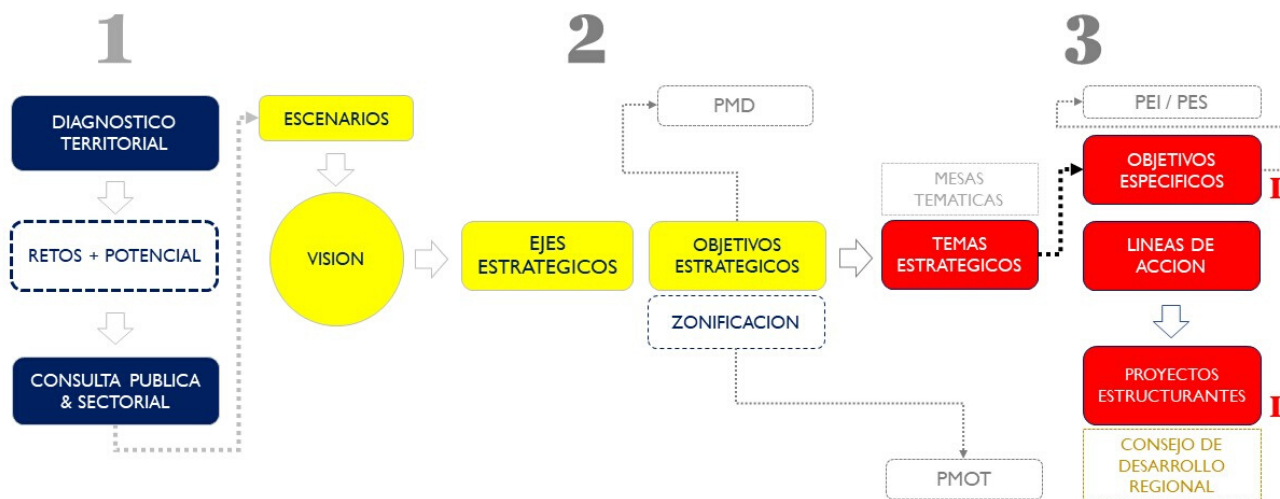 1
2
3
DIAGNOSTICO
TERRITORIAL
RETOS + POTENCIAL
CONSULTA PUBLICA
& SECTORIAL
ESCENARIOS
VISION
EJES
ESTRATEGICOS
PMD
OBJETIVOS
ESTRATEGICOS
ZONIFICACION
PMOT
MESAS
TEMATICAS
TEMAS
ESTRATEGICOS
PEI / PES
OBJETIVOS
ESPECIFICOS
LINEAS DE
ACCION
PROYECTOS
ESTRUCTURANTES
CONSEJO DE
DESARROLLO
REGIONAL